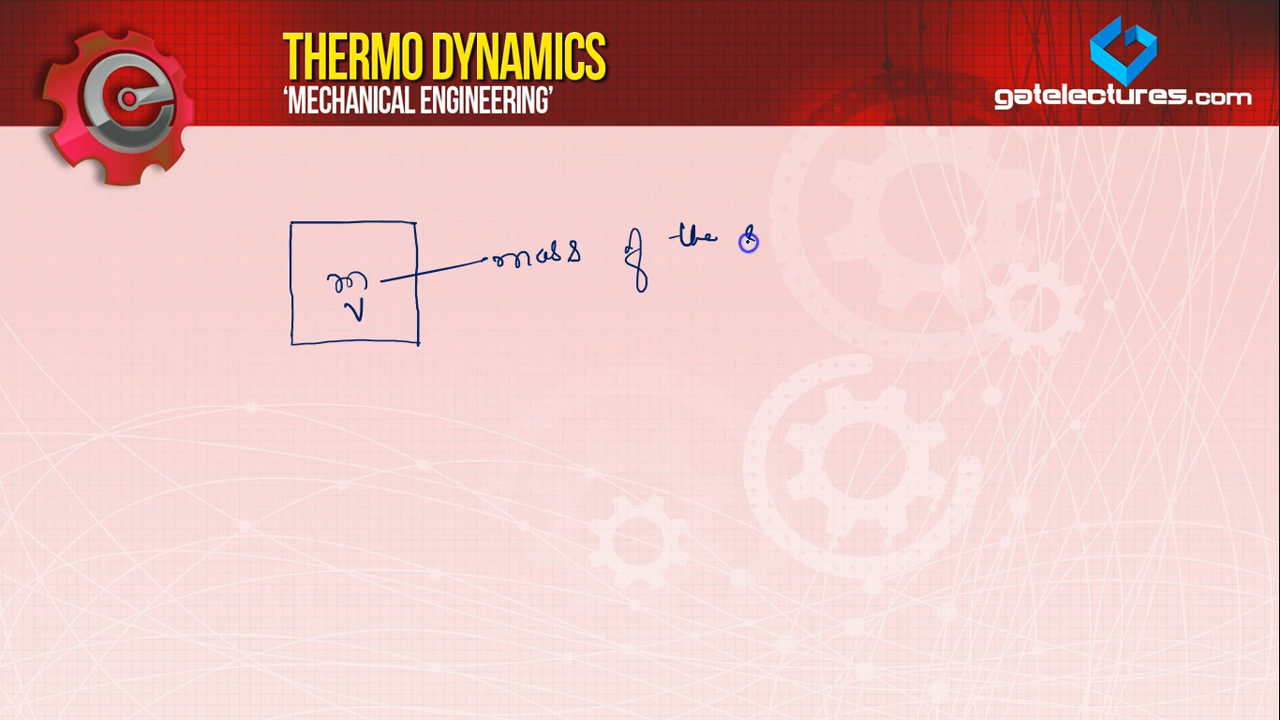 THERMO DYNAMICS
'MECHANICAL ENGINEERING'
gatelectures.com
m mass of the s
V